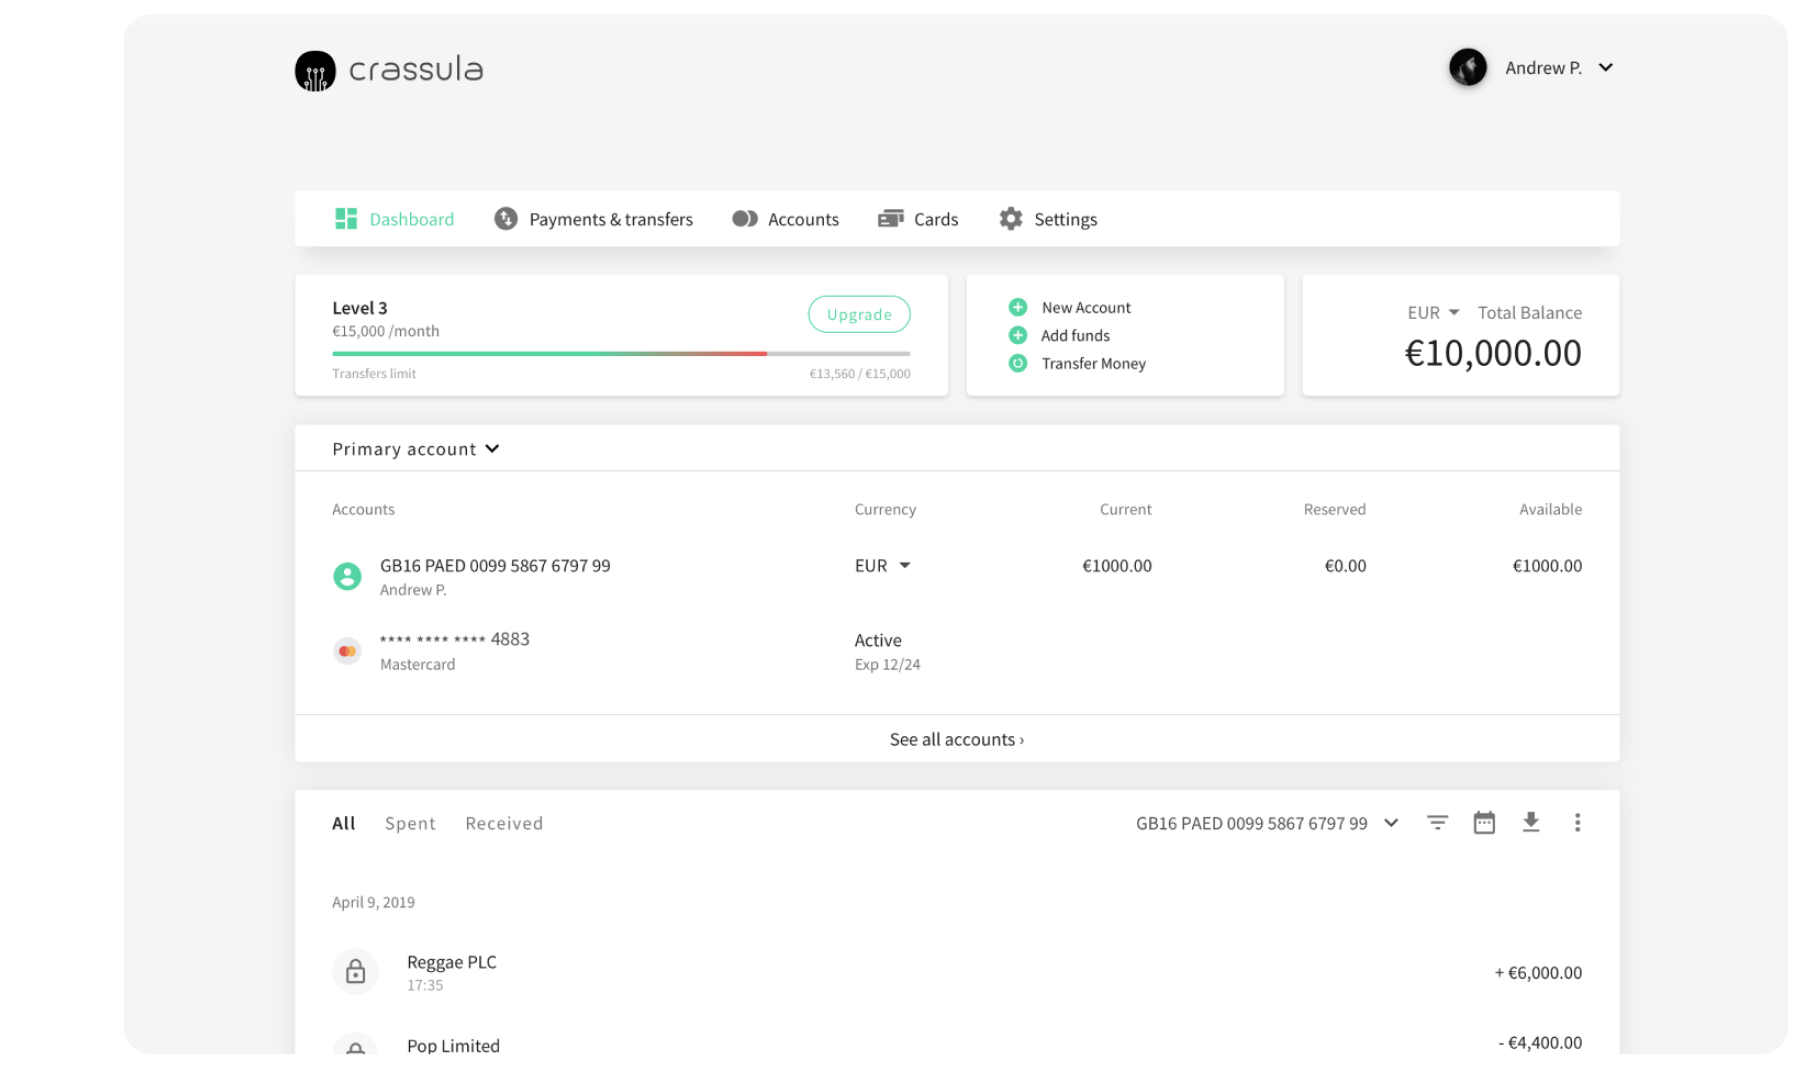 crassula
Andrew P.
Dashboard Payments & transfers Accounts Cards Settings
Level 3
€15,000 /month
Upgrade
Transfers limit €13,560 / €15,000
New Account
Add funds
Transfer Money
EUR Total Balance
€10,000.00
Primary account
Accounts Currency Current Reserved Available
GB16 PAED 0099 5867 6797 99 EUR €1000.00 €0.00 €1000.00
Andrew P.
**** **** **** 4883 Active
Mastercard Exp 12/24
See all accounts ›
All Spent Received GB16 PAED 0099 5867 6797 99
April 9, 2019
Reggae PLC + €6,000.00
17:35
Pop Limited - €4,400.00